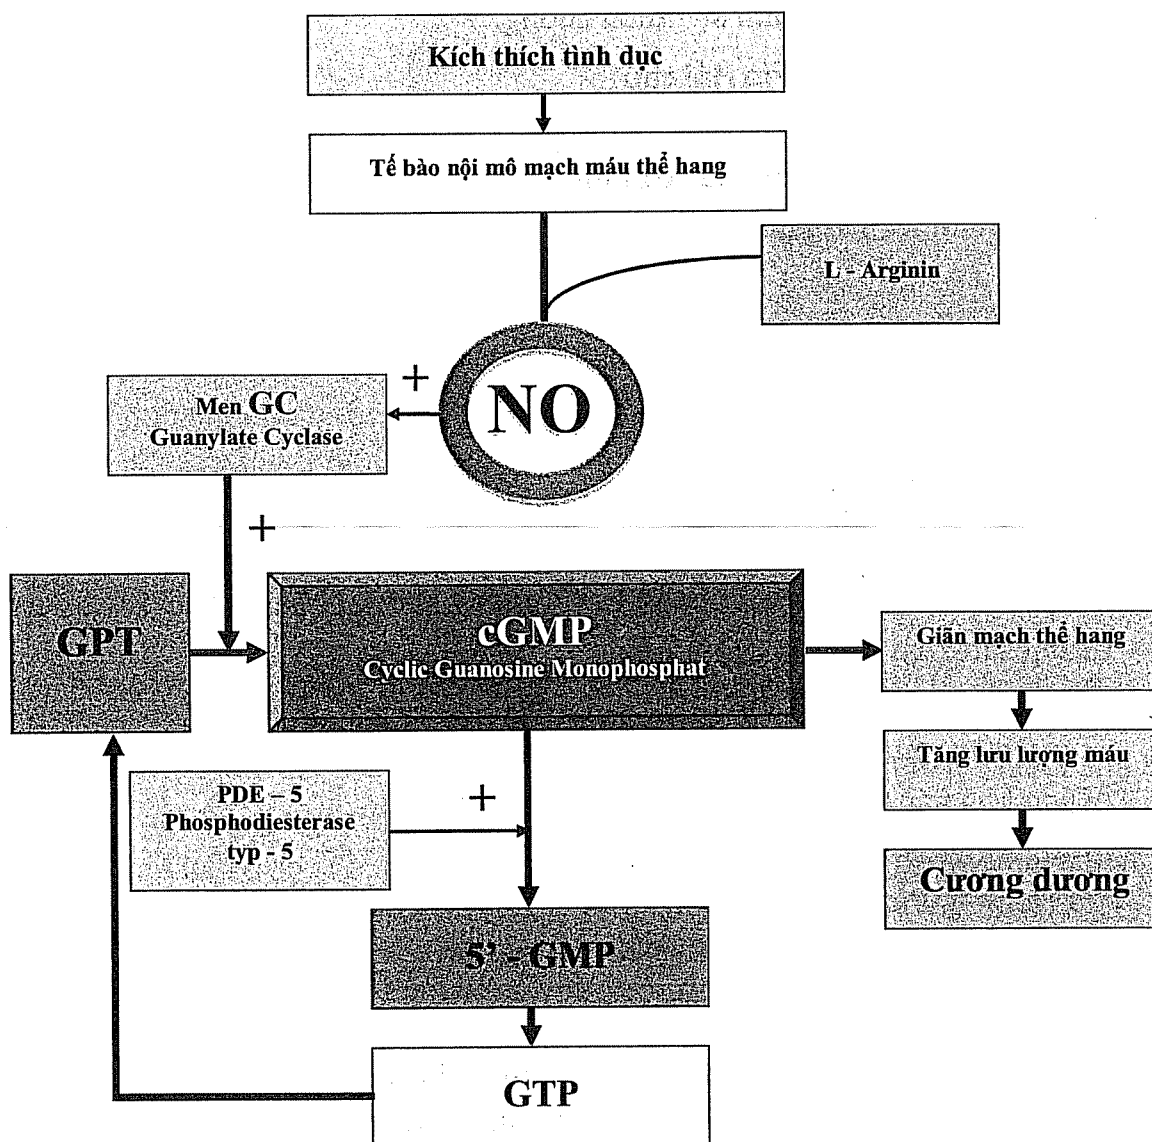 Kích thích tình dục
Tế bào nội mô mạch máu thể hang
L - Arginin
NO
+
Men GC
Guanylate Cyclase
+
GPT
cGMP
Cyclic Guanosine Monophosphat
Giãn mạch thể hang
Tăng lưu lượng máu
Cương dương
PDE – 5
Phosphodiesterase
typ - 5
+
5’ - GMP
GTP